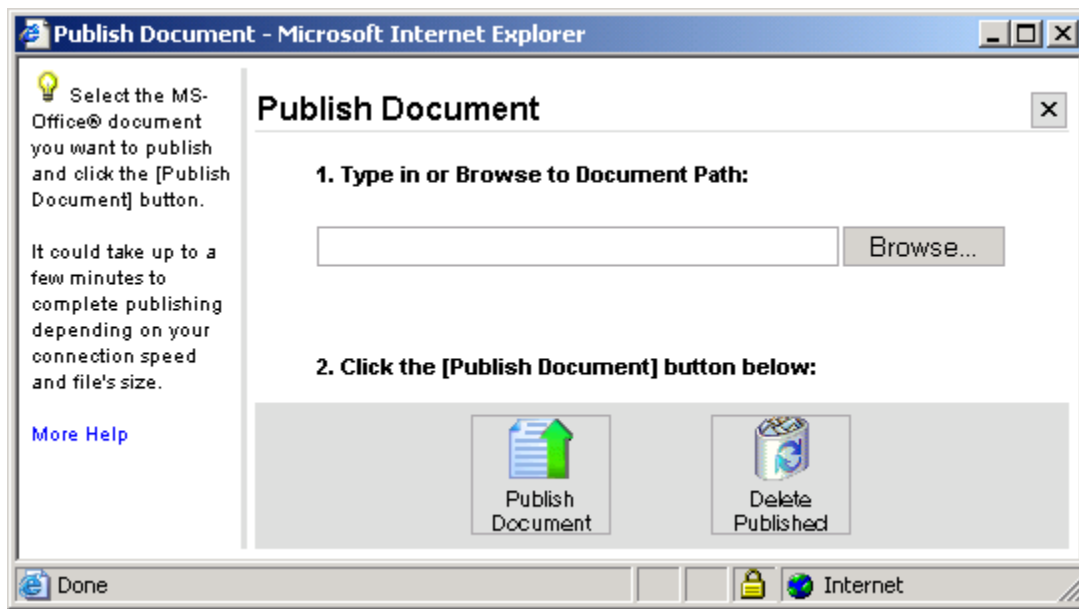 Publish Document - Microsoft Internet Explorer
Select the MS-
Office® document
you want to publish
and click the [Publish
Document] button.
It could take up to a
few minutes to
complete publishing
depending on your
connection speed
and file's size.
More Help
Publish Document
1. Type in or Browse to Document Path:
Browse...
2. Click the [Publish Document] button below:
Publish
Document
Delete
Published
Done
Internet